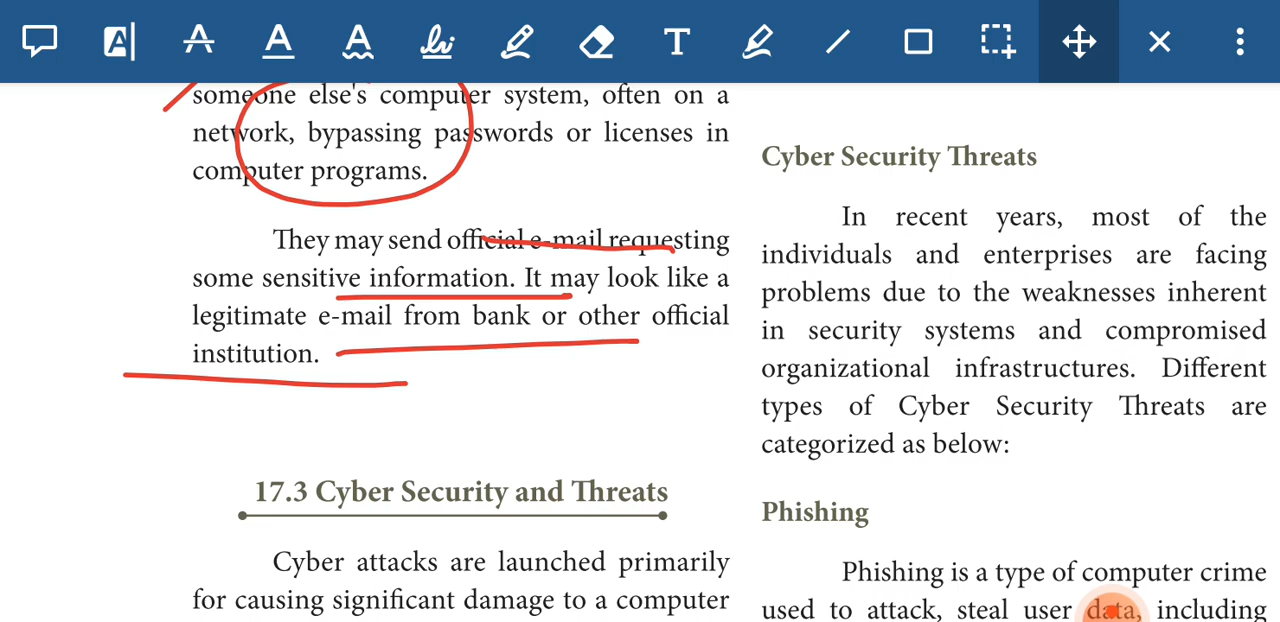 someone else's computer system, often on a
network, bypassing passwords or licenses in
computer programs.
They may send official e-mail requesting
some sensitive information. It may look like a
legitimate e-mail from bank or other official
institution.
17.3 Cyber Security and Threats
Cyber attacks are launched primarily
for causing significant damage to a computer
Cyber Security Threats
In recent years, most of the
individuals and enterprises are facing
problems due to the weaknesses inherent
in security systems and compromised
organizational infrastructures. Different
types of Cyber Security Threats are
categorized as below:
Phishing
Phishing is a type of computer crime
used to attack, steal user data, including